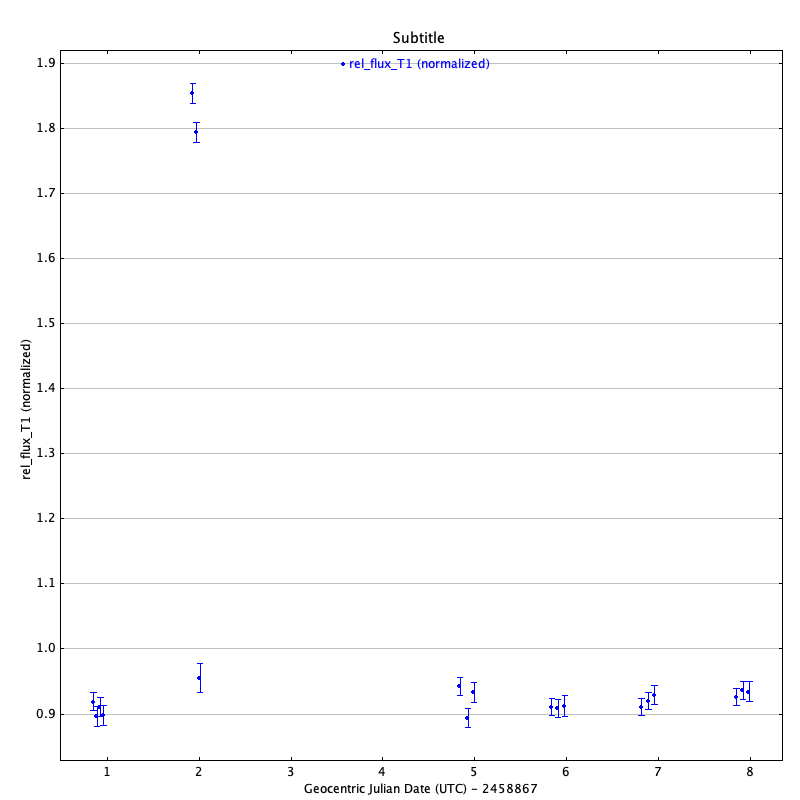 Subtitle
rel_flux_T1 (normalized)
1.9
1.8
1.7
1.6
1.5
1.4
1.3
1.2
1.1
1.0
0.9
rel_flux_T1 (normalized)
1 2 3 4 5 6 7 8
Geocentric Julian Date (UTC) - 2458867